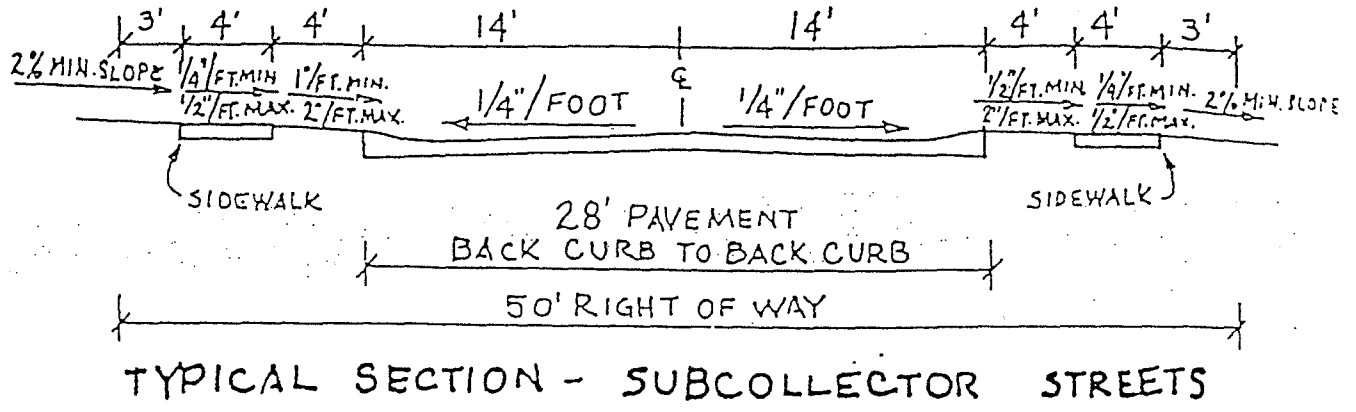 3' 4' 4' 14' 14' 4' 4' 3'
2% MIN. SLOPE 1/4"/FT. MIN 1"/FT. MIN. ℄ 1/2"/FT. MIN 1/4"/FT. MIN. 2% MIN. SLOPE
1/2"/FT. MAX. 2"/FT. MAX. 1/4"/FOOT 1/4"/FOOT 2"/FT. MAX. 1/2"/FT. MAX.
SIDEWALK SIDEWALK
28' PAVEMENT
BACK CURB TO BACK CURB
50' RIGHT OF WAY
TYPICAL SECTION - SUBCOLLECTOR STREETS